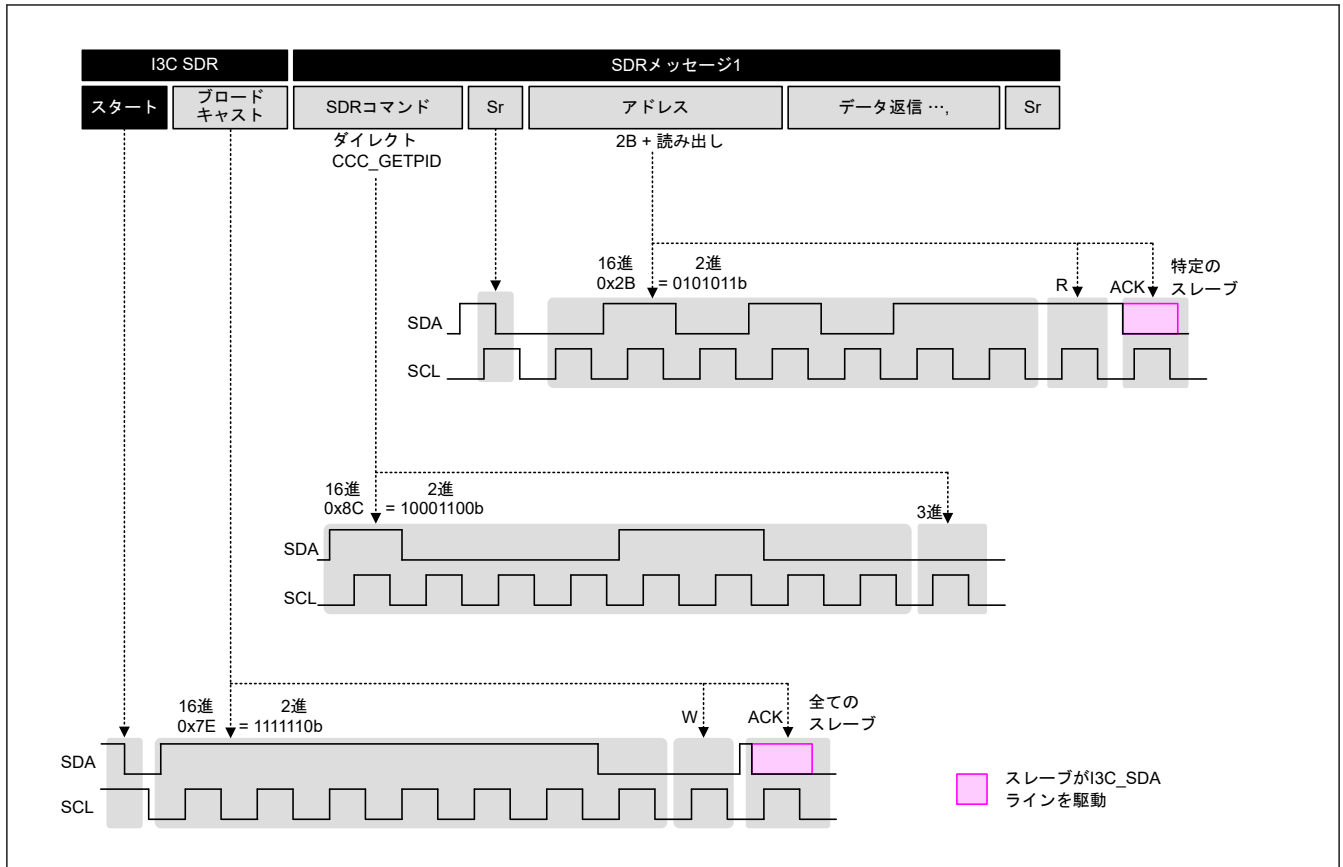 I3C SDR
SDRメッセージ1
スタート
ブロード
キャスト
SDRコマンド
Sr
アドレス
データ返信 …,
Sr
ダイレクト
CCC_GETPID
2B + 読み出し
16進
0x2B
2進
= 0101011b
R
ACK
特定の
スレーブ
SDA
SCL
16進
0x8C
2進
= 10001100b
3進
SDA
SCL
16進
0x7E
2進
= 1111110b
W
ACK
全ての
スレーブ
SDA
SCL
スレーブがI3C_SDA
ラインを駆動